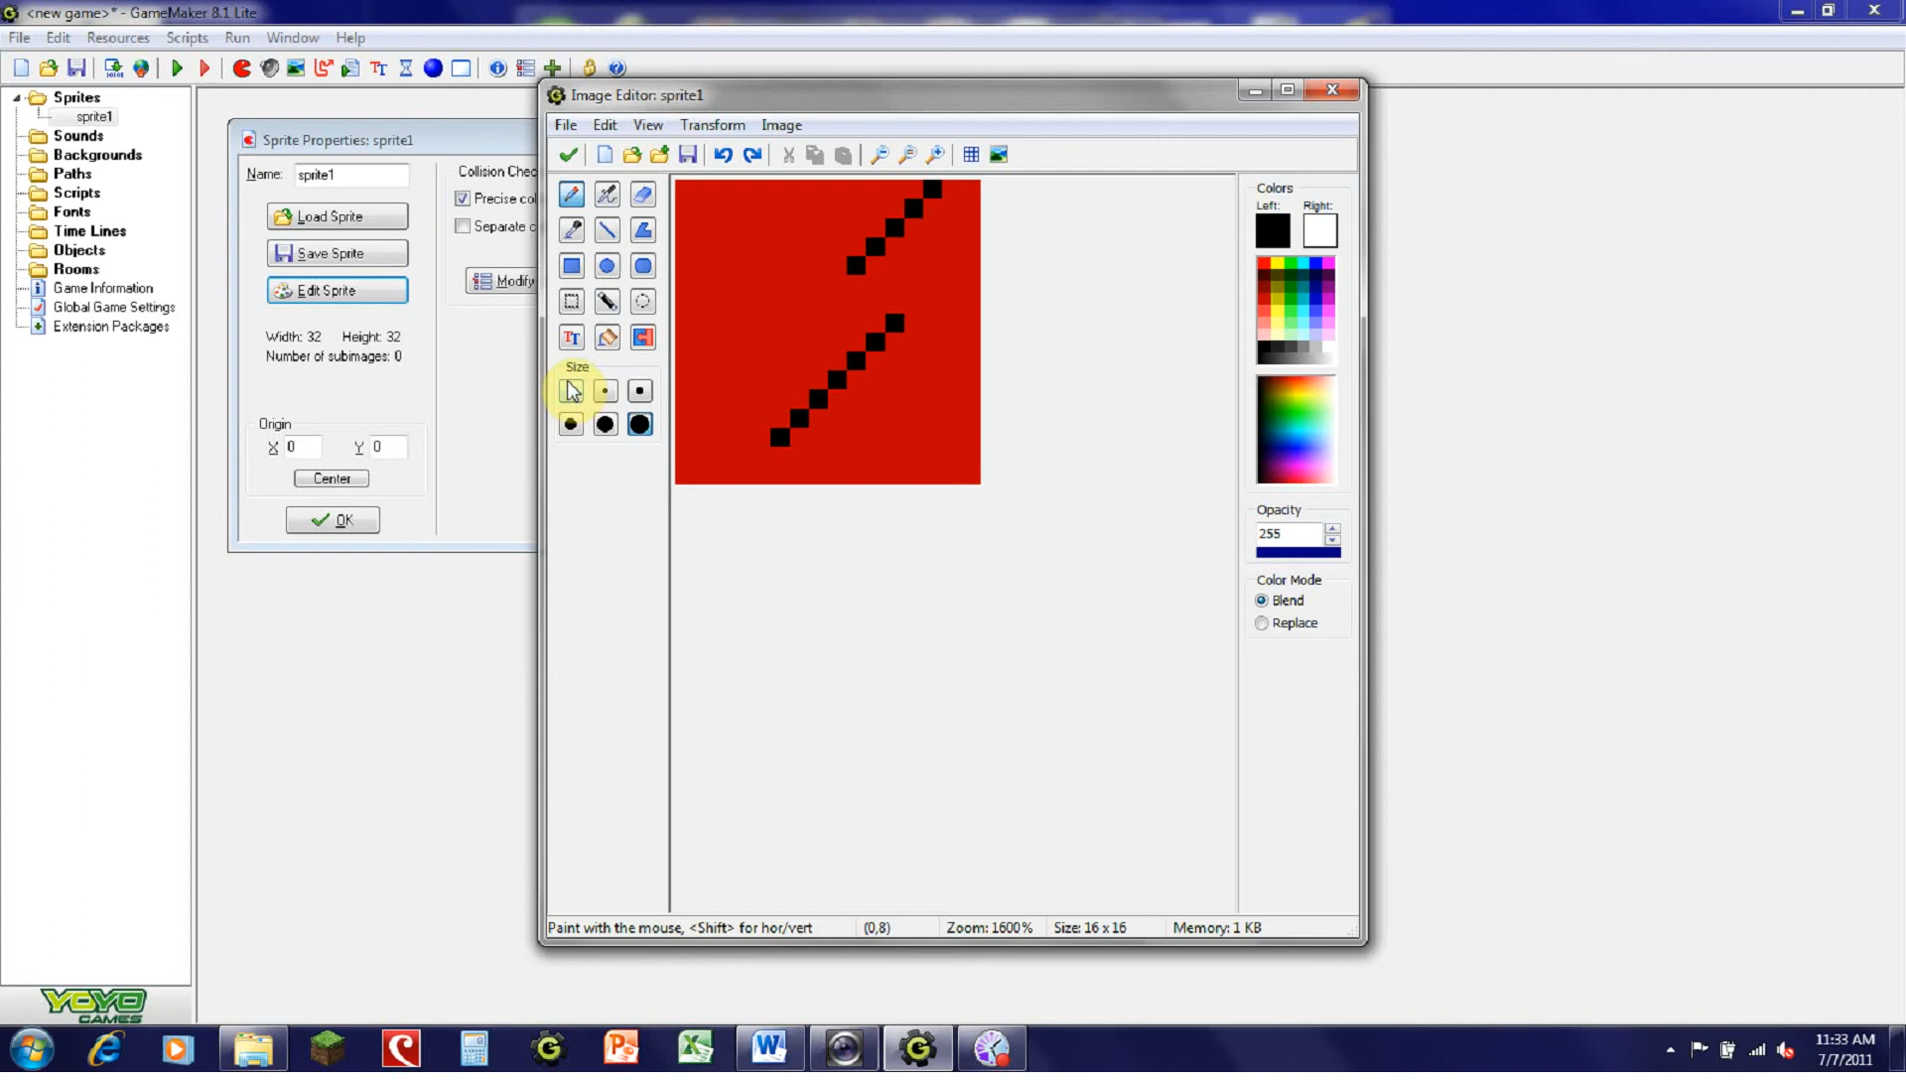 <new game>* - GameMaker 8.1 Lite
File Edit Resources Scripts Run Window Help
Sprites
sprite1
Sounds
Backgrounds
Paths
Scripts
Fonts
Time Lines
Objects
Rooms
Game Information
Global Game Settings
Extension Packages
Sprite Properties: sprite1
Name: sprite1
Load Sprite
Save Sprite
Edit Sprite
Width: 32 Height: 32
Number of subimages: 0
Origin
X 0 Y 0
Center
OK
Collision Chec
Precise col
Separate c
Modify
Image Editor: sprite1
File Edit View Transform Image
Size
Colors
Left: Right:
Opacity
255
Color Mode
Blend
Replace
Paint with the mouse, <Shift> for hor/vert (0,8) Zoom: 1600% Size: 16 x 16 Memory: 1 KB
YOYO
GAMES
11:33 AM
7/7/2011